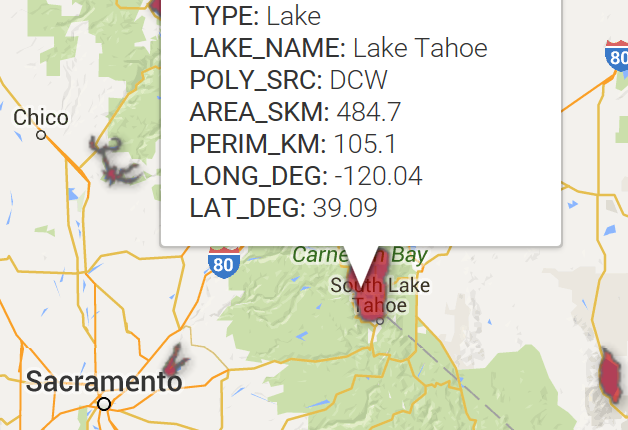 TYPE: Lake
LAKE_NAME: Lake Tahoe
POLY_SRC: DCW
AREA_SKM: 484.7
PERIM_KM: 105.1
LONG_DEG: -120.04
LAT_DEG: 39.09
80
Chico
80
Bay
South Lake
Tahoe
Sacramento